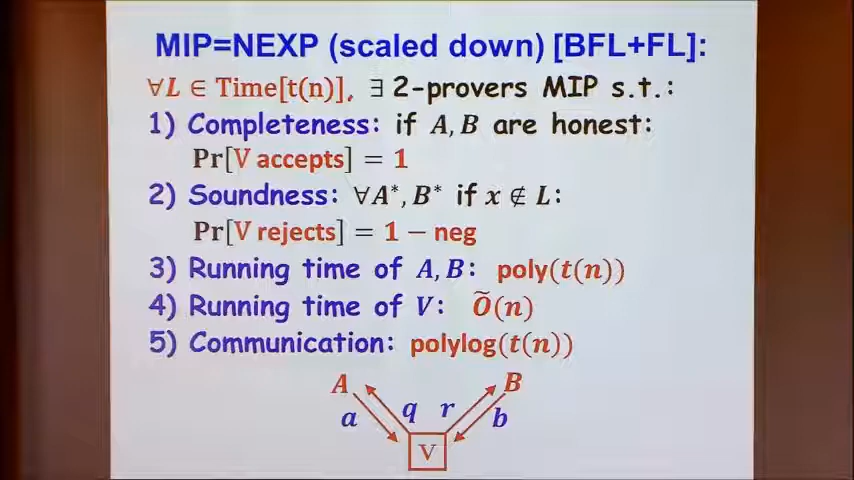 MIP=NEXP (scaled down) [BFL+FL]:
∀L ∈ Time[t(n)], ∃ 2-provers MIP s.t.:
1) Completeness: if A, B are honest:
Pr[V accepts] = 1
2) Soundness: ∀A*, B* if x ∉ L:
Pr[V rejects] = 1 − neg
3) Running time of A, B: poly(t(n))
4) Running time of V: Õ(n)
5) Communication: polylog(t(n))
A B
a q r b
V